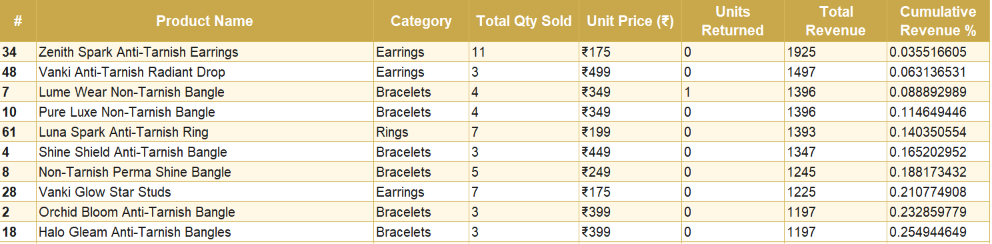 # Product Name Category Total Qty Sold Unit Price (₹) Units Returned Total Revenue Cumulative Revenue %
34 Zenith Spark Anti-Tarnish Earrings Earrings 11 ₹175 0 1925 0.035516605
48 Vanki Anti-Tarnish Radiant Drop Earrings 3 ₹499 0 1497 0.063136531
7 Lume Wear Non-Tarnish Bangle Bracelets 4 ₹349 1 1396 0.088892989
10 Pure Luxe Non-Tarnish Bangle Bracelets 4 ₹349 0 1396 0.114649446
61 Luna Spark Anti-Tarnish Ring Rings 7 ₹199 0 1393 0.140350554
4 Shine Shield Anti-Tarnish Bangle Bracelets 3 ₹449 0 1347 0.165202952
8 Non-Tarnish Perma Shine Bangle Bracelets 5 ₹249 0 1245 0.188173432
28 Vanki Glow Star Studs Earrings 7 ₹175 0 1225 0.210774908
2 Orchid Bloom Anti-Tarnish Bangle Bracelets 3 ₹399 0 1197 0.232859779
18 Halo Gleam Anti-Tarnish Bangles Bracelets 3 ₹399 0 1197 0.254944649